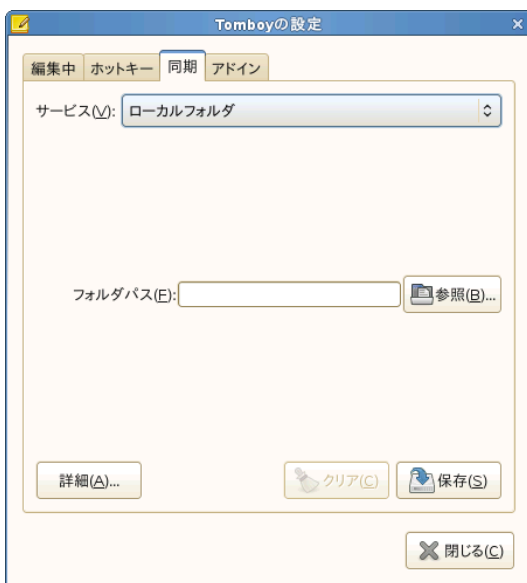 Tomboyの設定
編集中 ホットキー 同期 アドイン
サービス(V): ローカルフォルダ
フォルダパス(F): 参照(B)...
詳細(A)... クリア(C) 保存(S)
閉じる(C)